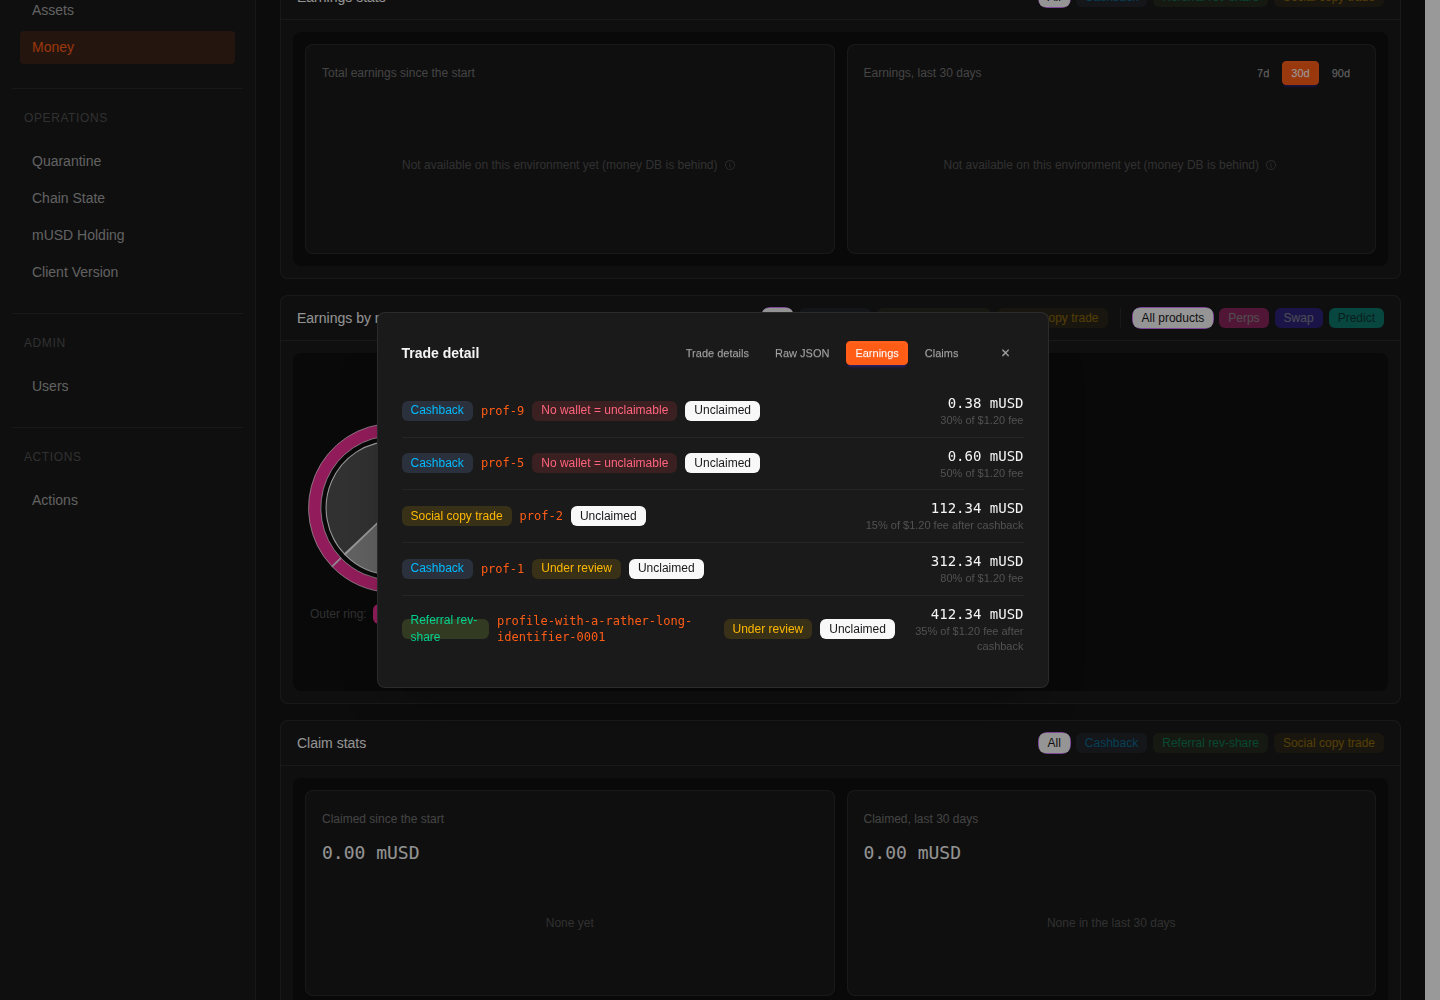 Assets
Money
OPERATIONS
Quarantine
Chain State
mUSD Holding
Client Version
ADMIN
Users
ACTIONS
Actions
Total earnings since the start
Not available on this environment yet (money DB is behind) ⓘ
Earnings, last 30 days 7d 30d 90d
Not available on this environment yet (money DB is behind) ⓘ
Earnings by
copy trade All products Perps Swap Predict
Outer ring:
Trade detail Trade details Raw JSON Earnings Claims ×
Cashback prof-9 No wallet = unclaimable Unclaimed 0.38 mUSD
30% of $1.20 fee
Cashback prof-5 No wallet = unclaimable Unclaimed 0.60 mUSD
50% of $1.20 fee
Social copy trade prof-2 Unclaimed 112.34 mUSD
15% of $1.20 fee after cashback
Cashback prof-1 Under review Unclaimed 312.34 mUSD
80% of $1.20 fee
Referral rev-
share
profile-with-a-rather-long-
identifier-0001
Under review Unclaimed 412.34 mUSD
35% of $1.20 fee after
cashback
Claim stats All Cashback Referral rev-share Social copy trade
Claimed since the start
0.00 mUSD
None yet
Claimed, last 30 days
0.00 mUSD
None in the last 30 days